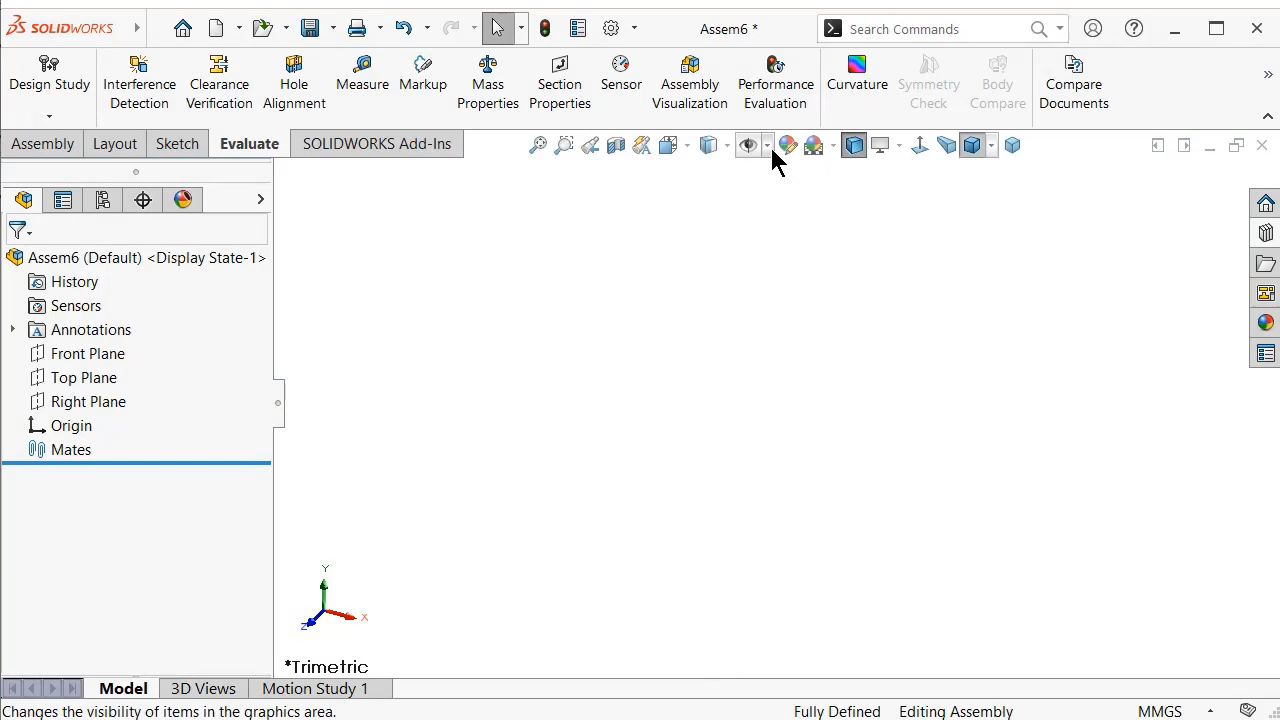 SOLIDWORKS
Assem6 *
Search Commands
Design Study
Interference Detection
Clearance Verification
Hole Alignment
Measure
Markup
Mass Properties
Section Properties
Sensor
Assembly Visualization
Performance Evaluation
Curvature
Symmetry Check
Body Compare
Compare Documents
Assembly
Layout
Sketch
Evaluate
SOLIDWORKS Add-Ins
Assem6 (Default) <Display State-1>
History
Sensors
Annotations
Front Plane
Top Plane
Right Plane
Origin
Mates
Y
X
Z
*Trimetric
Model
3D Views
Motion Study 1
Changes the visibility of items in the graphics area.
Fully Defined
Editing Assembly
MMGS